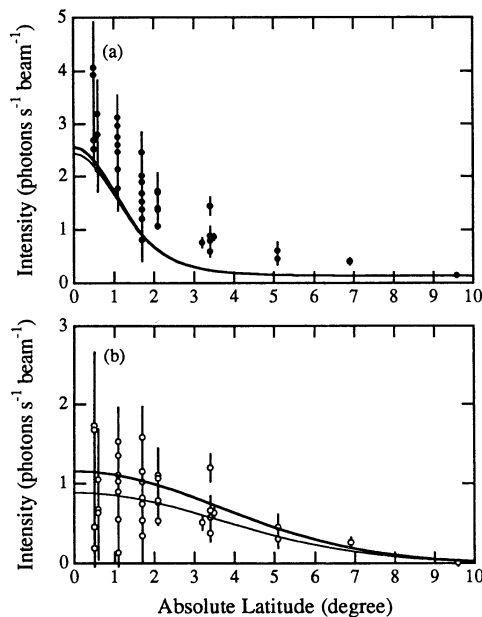 5
(a)
4
3
2
1
0
Intensity (photons s⁻¹ beam⁻¹)
0 1 2 3 4 5 6 7 8 9 10
3
(b)
2
1
0
Intensity (photons s⁻¹ beam⁻¹)
0 1 2 3 4 5 6 7 8 9 10
Absolute Latitude (degree)